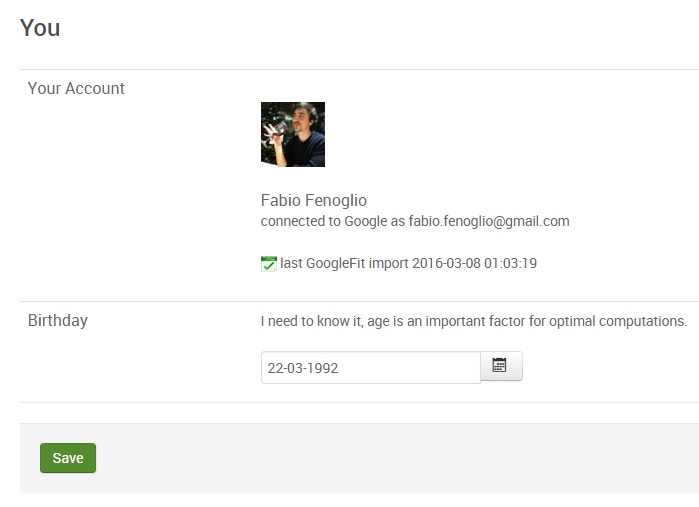 You
Your Account
Fabio Fenoglio
connected to Google as fabio.fenoglio@gmail.com
last GoogleFit import 2016-03-08 01:03:19
Birthday
I need to know it, age is an important factor for optimal computations.
22-03-1992
Save